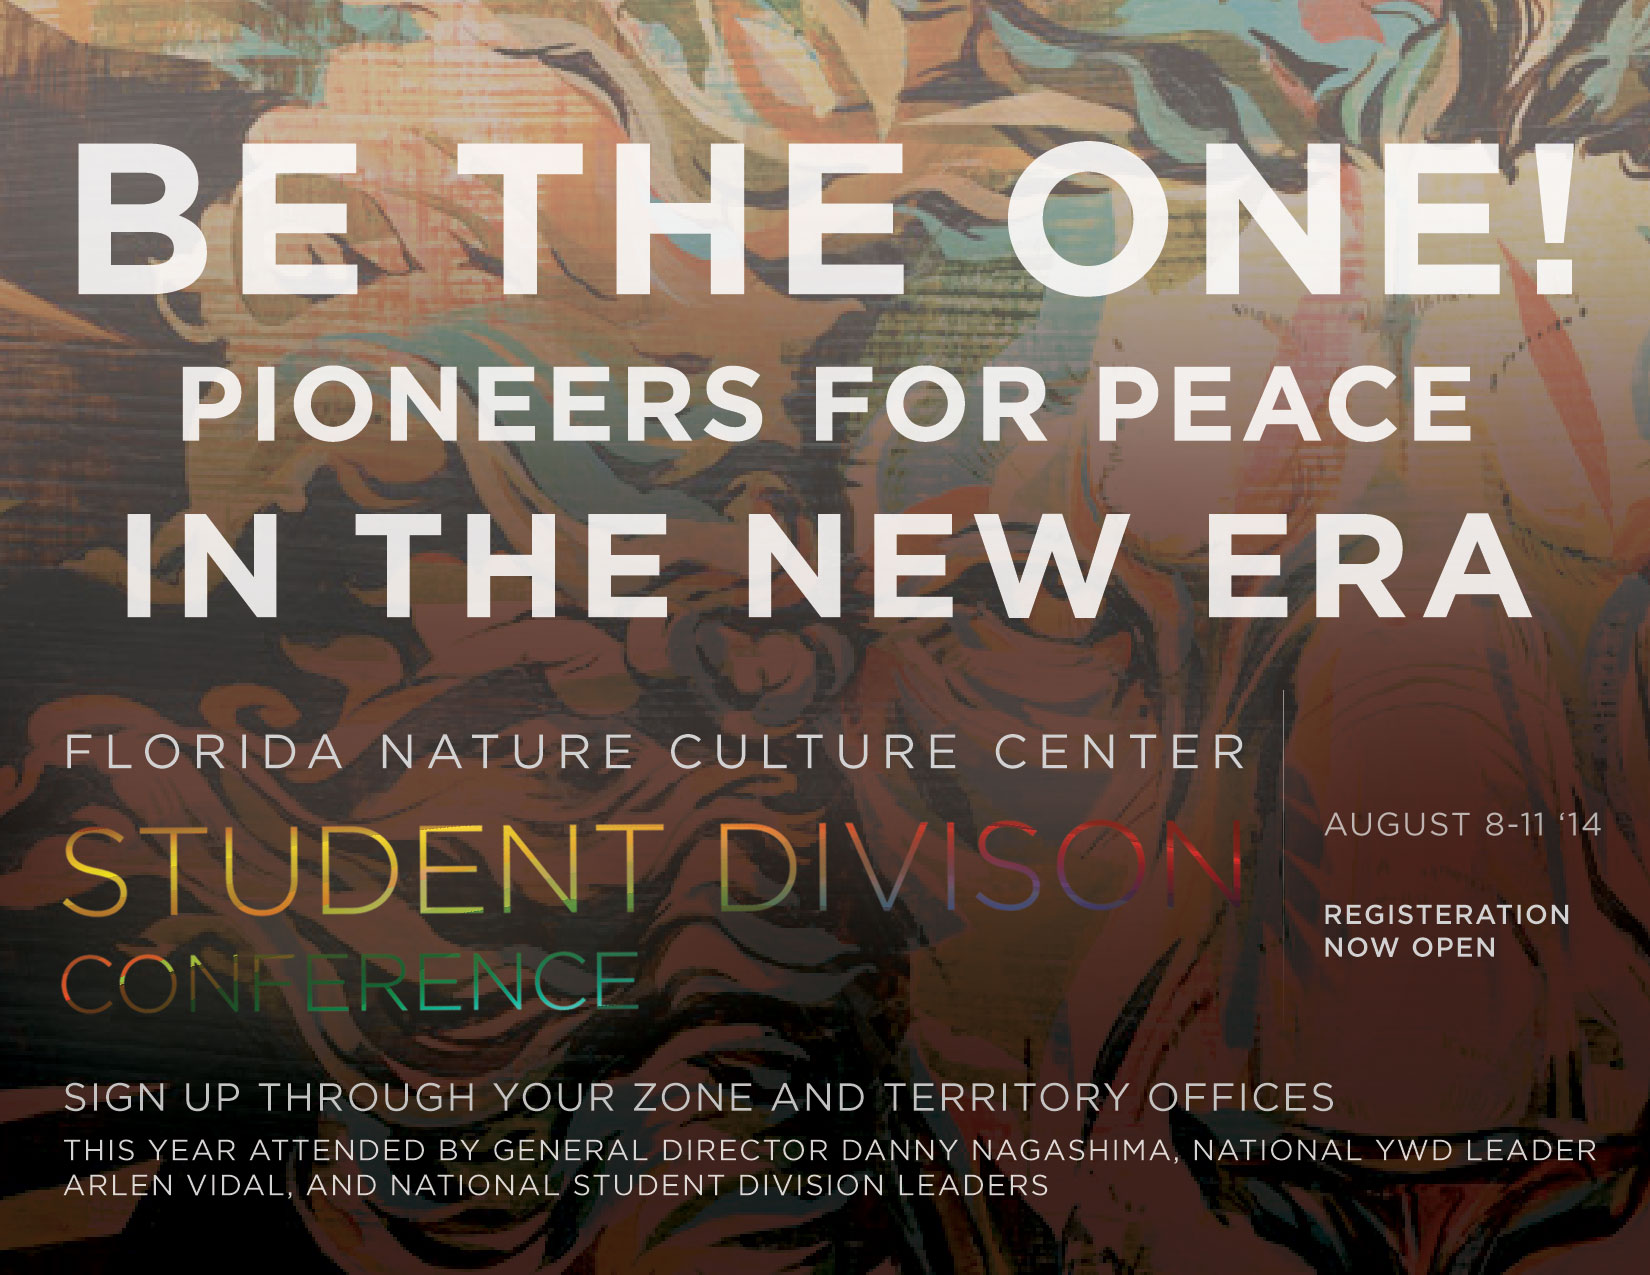 BE THE ONE!
PIONEERS FOR PEACE
IN THE NEW ERA
FLORIDA NATURE CULTURE CENTER
STUDENT DIVISON
CONFERENCE
AUGUST 8-11 ‘14
REGISTERATION
NOW OPEN
SIGN UP THROUGH YOUR ZONE AND TERRITORY OFFICES
THIS YEAR ATTENDED BY GENERAL DIRECTOR DANNY NAGASHIMA, NATIONAL YWD LEADER
ARLEN VIDAL, AND NATIONAL STUDENT DIVISION LEADERS